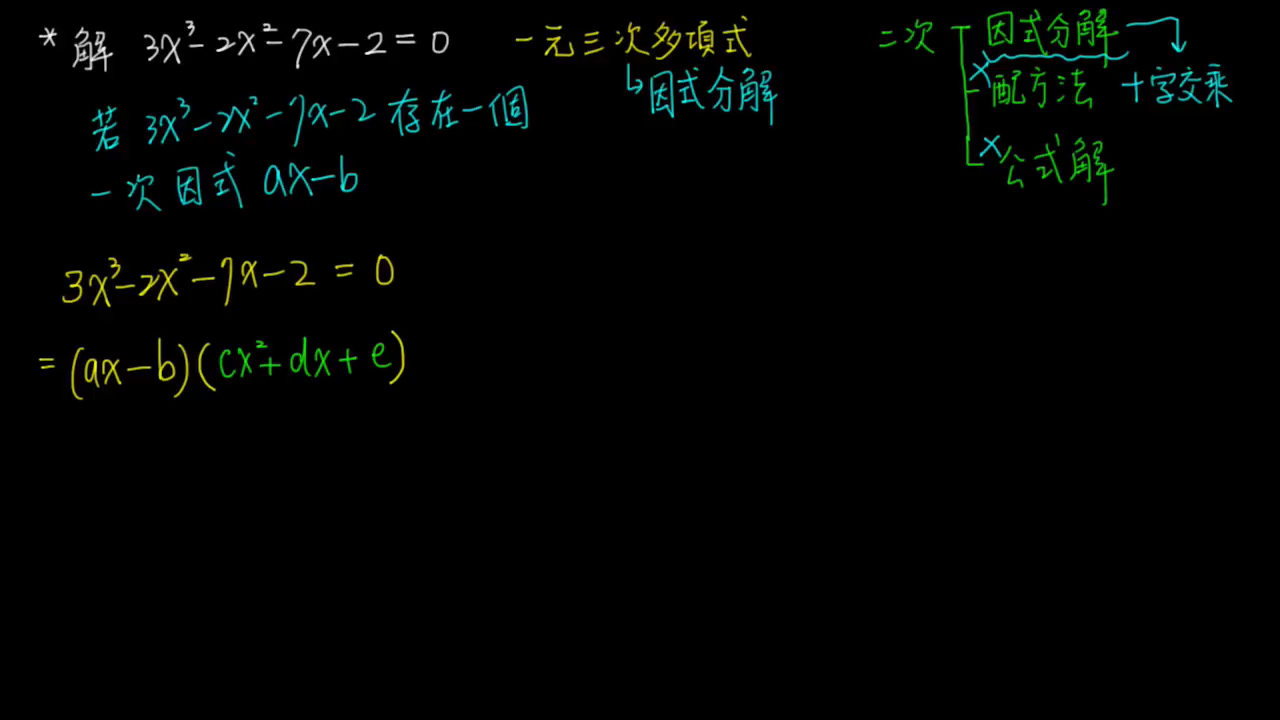 * 解 3x³-2x²-7x-2=0
一元三次多項式
因式分解
若 3x³-2x²-7x-2 存在一個
一次因式 ax-b
3x³-2x²-7x-2=0
=(ax-b)(cx²+dx+e)
二次
因式分解
十字交乘
X 配方法
X 公式解